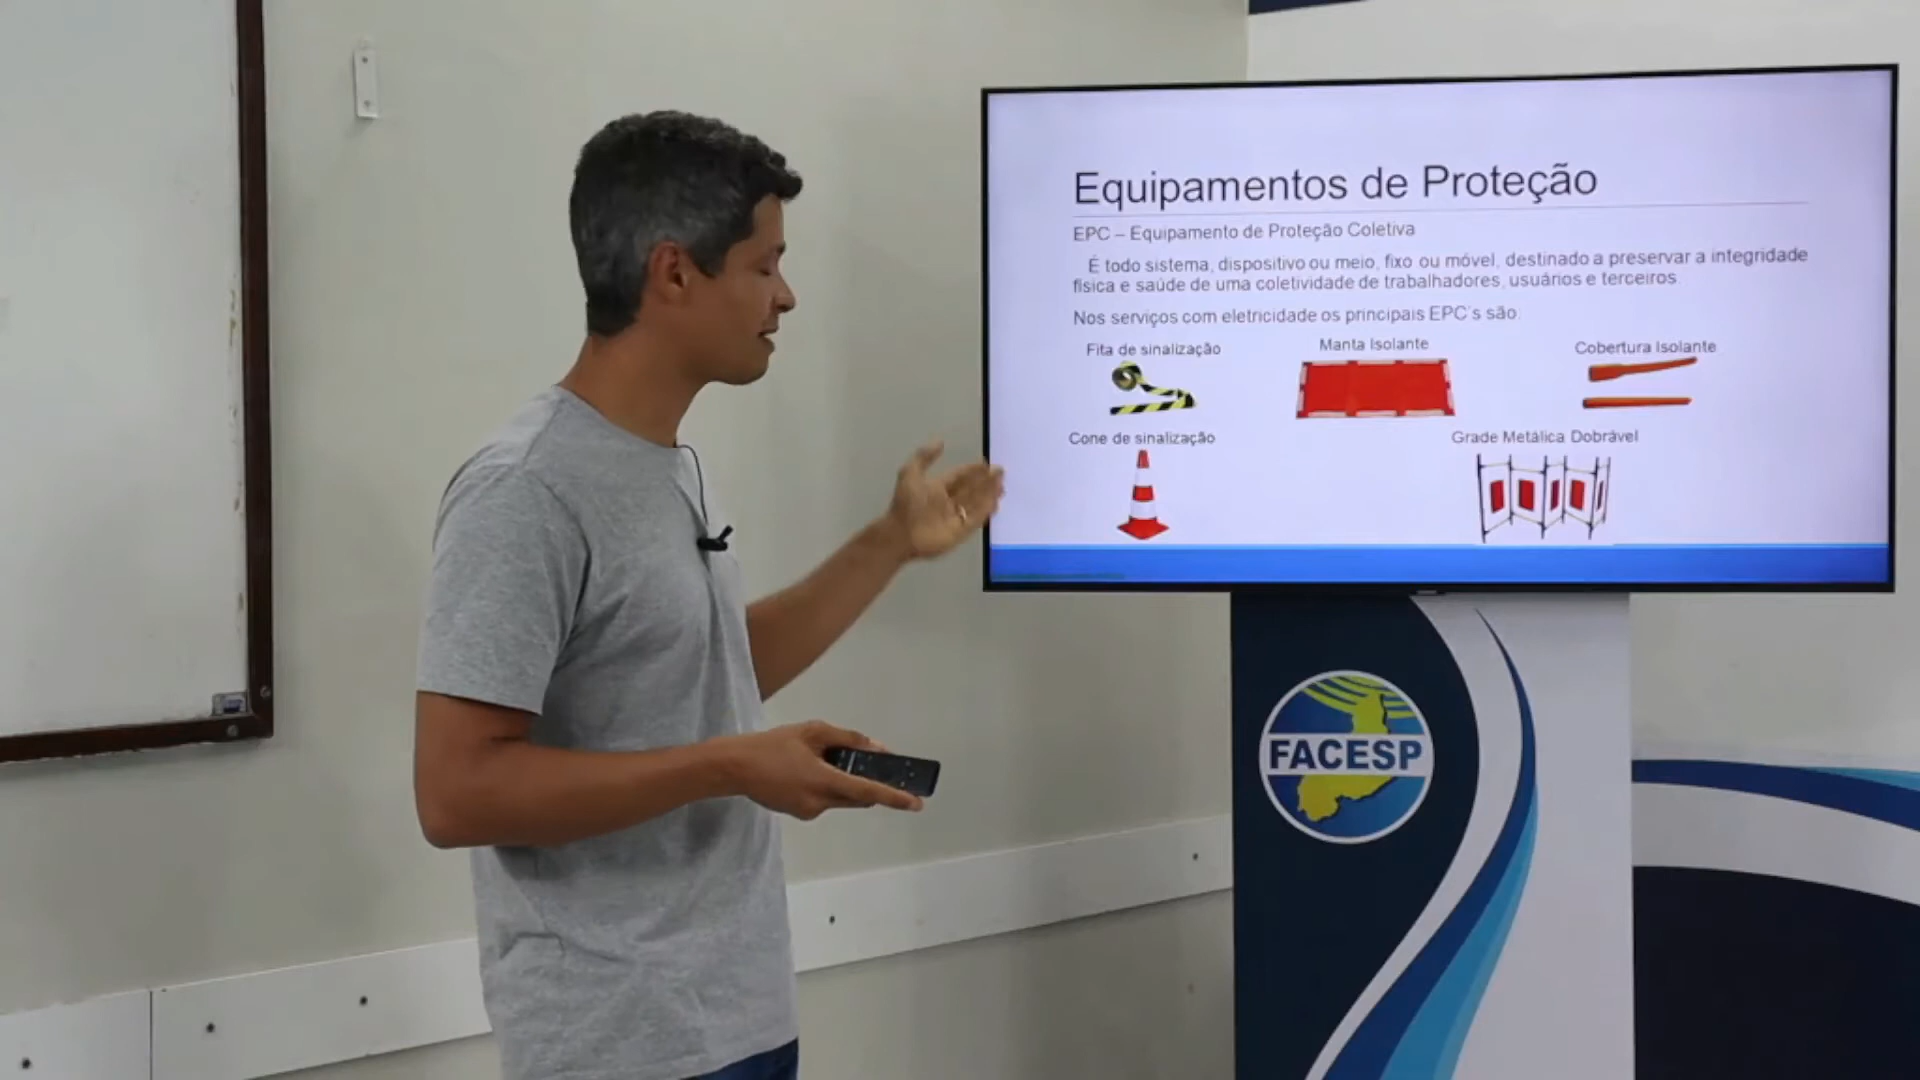 Equipamentos de Proteção
EPC – Equipamento de Proteção Coletiva
É todo sistema, dispositivo ou meio, fixo ou móvel, destinado a preservar a integridade
física e saúde de uma coletividade de trabalhadores, usuários e terceiros.
Nos serviços com eletricidade os principais EPC's são:
Fita de sinalização
Manta Isolante
Cobertura Isolante
Cone de sinalização
Grade Metálica Dobrável
FACESP